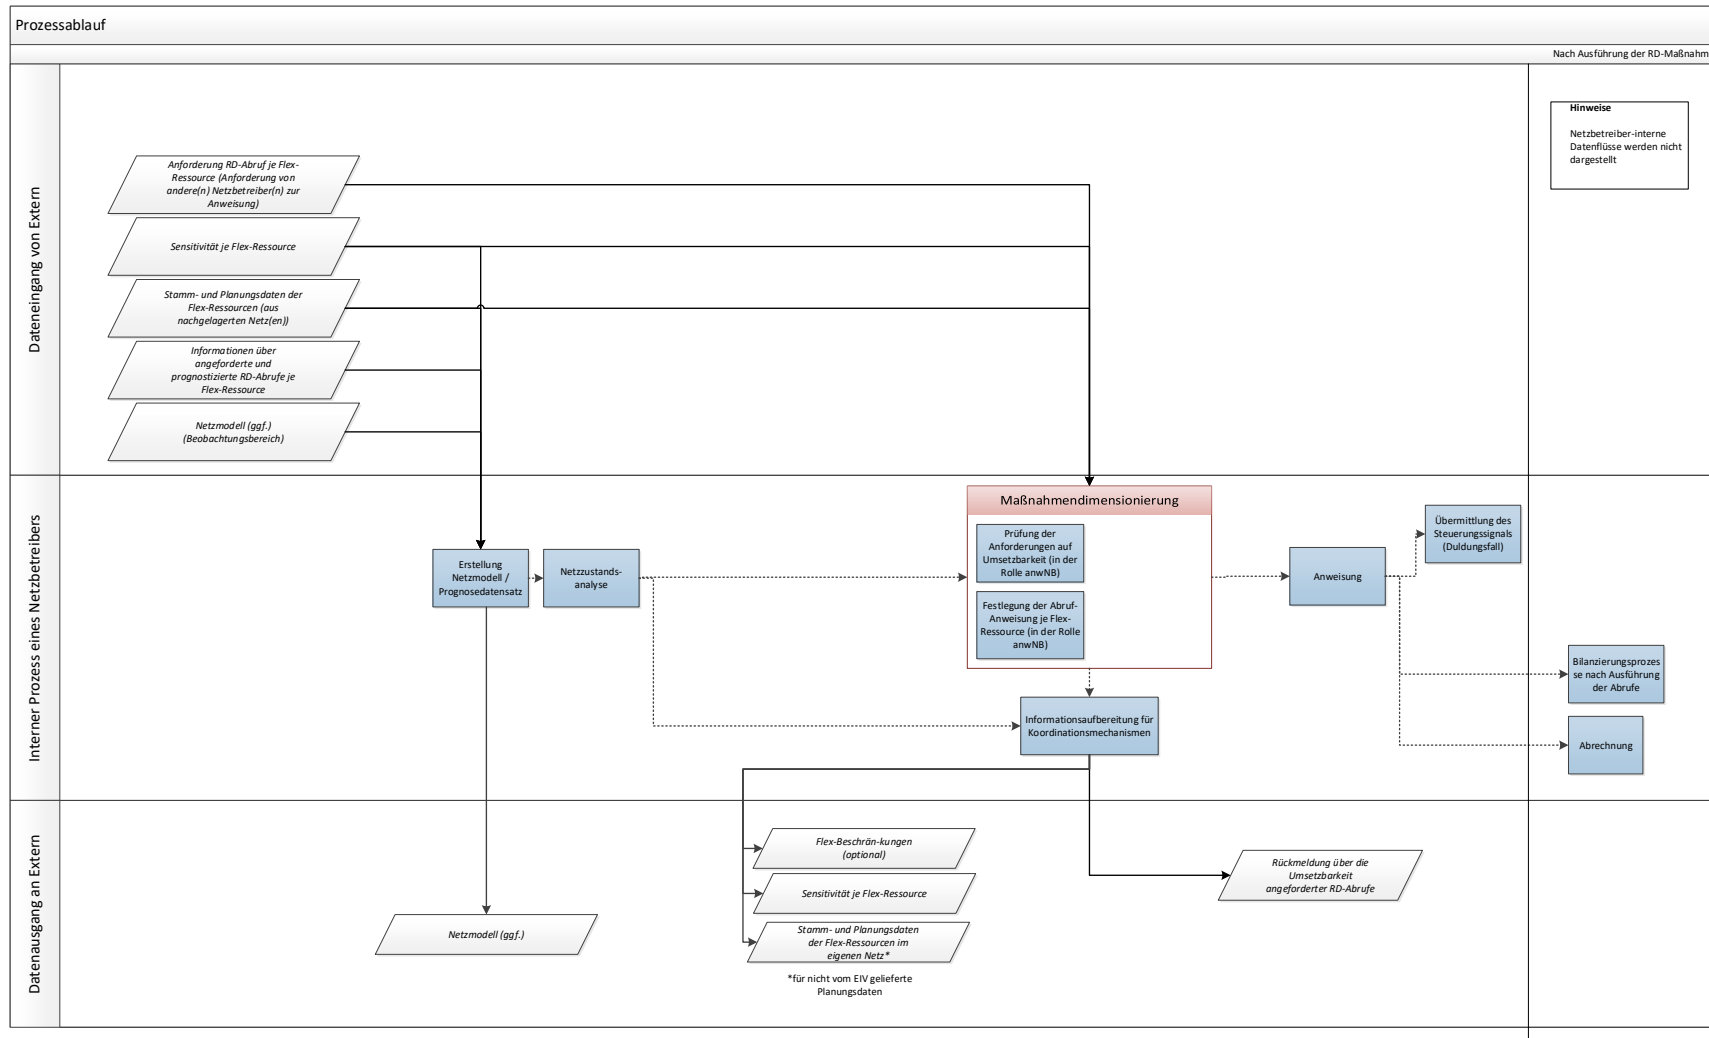 Prozessablauf
Nach Ausführung der RD-Maßnahm
Dateneingang von Extern
Anforderung RD-Abruf je Flex-
Ressource (Anforderung von
andere(n) Netzbetreiber(n) zur
Anweisung)
Sensitivität je Flex-Ressource
Stamm- und Planungsdaten der
Flex-Ressourcen (aus
nachgelagerten Netz(en))
Informationen über
angeforderte und
prognostizierte RD-Abrufe je
Flex-Ressource
Netzmodell (ggf.)
(Beobachtungsbereich)
Hinweise
Netzbetreiber-interne
Datenflüsse werden nicht
dargestellt
Interner Prozess eines Netzbetreibers
Erstellung
Netzmodell /
Prognosedatensatz
Netzzustands-
analyse
Maßnahmendimensionierung
Prüfung der
Anforderungen auf
Umsetzbarkeit (in der
Rolle anwNB)
Festlegung der Abruf-
Anweisung je Flex-
Ressource (in der Rolle
anwNB)
Informationsaufbereitung für
Koordinationsmechanismen
Anweisung
Übermittlung des
Steuerungssignals
(Duldungsfall)
Bilanzierungsprozes
se nach Ausführung
der Abrufe
Abrechnung
Datenausgang an Extern
Netzmodell (ggf.)
Flex-Beschrän-kungen
(optional)
Sensitivität je Flex-Ressource
Stamm- und Planungsdaten
der Flex-Ressourcen im
eigenen Netz*
*für nicht vom EIV gelieferte
Planungsdaten
Rückmeldung über die
Umsetzbarkeit
angeforderter RD-Abrufe